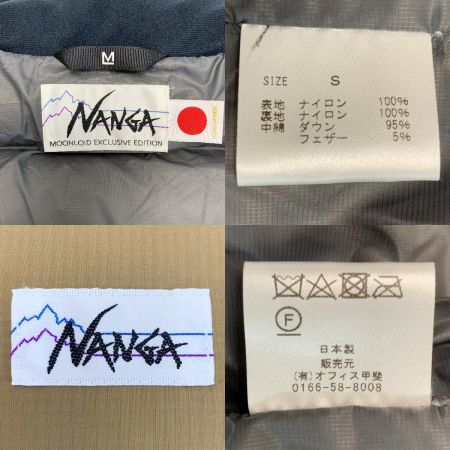 M
NANGA
MOONLOID EXCLUSIVE EDITION
SIZE S
表地 ナイロン 100%
裏地 ナイロン 100%
中綿 ダウン 95%
フェザー 5%
NANGA
F
日本製
販売元
(有)オフィス甲斐
0166-58-8008